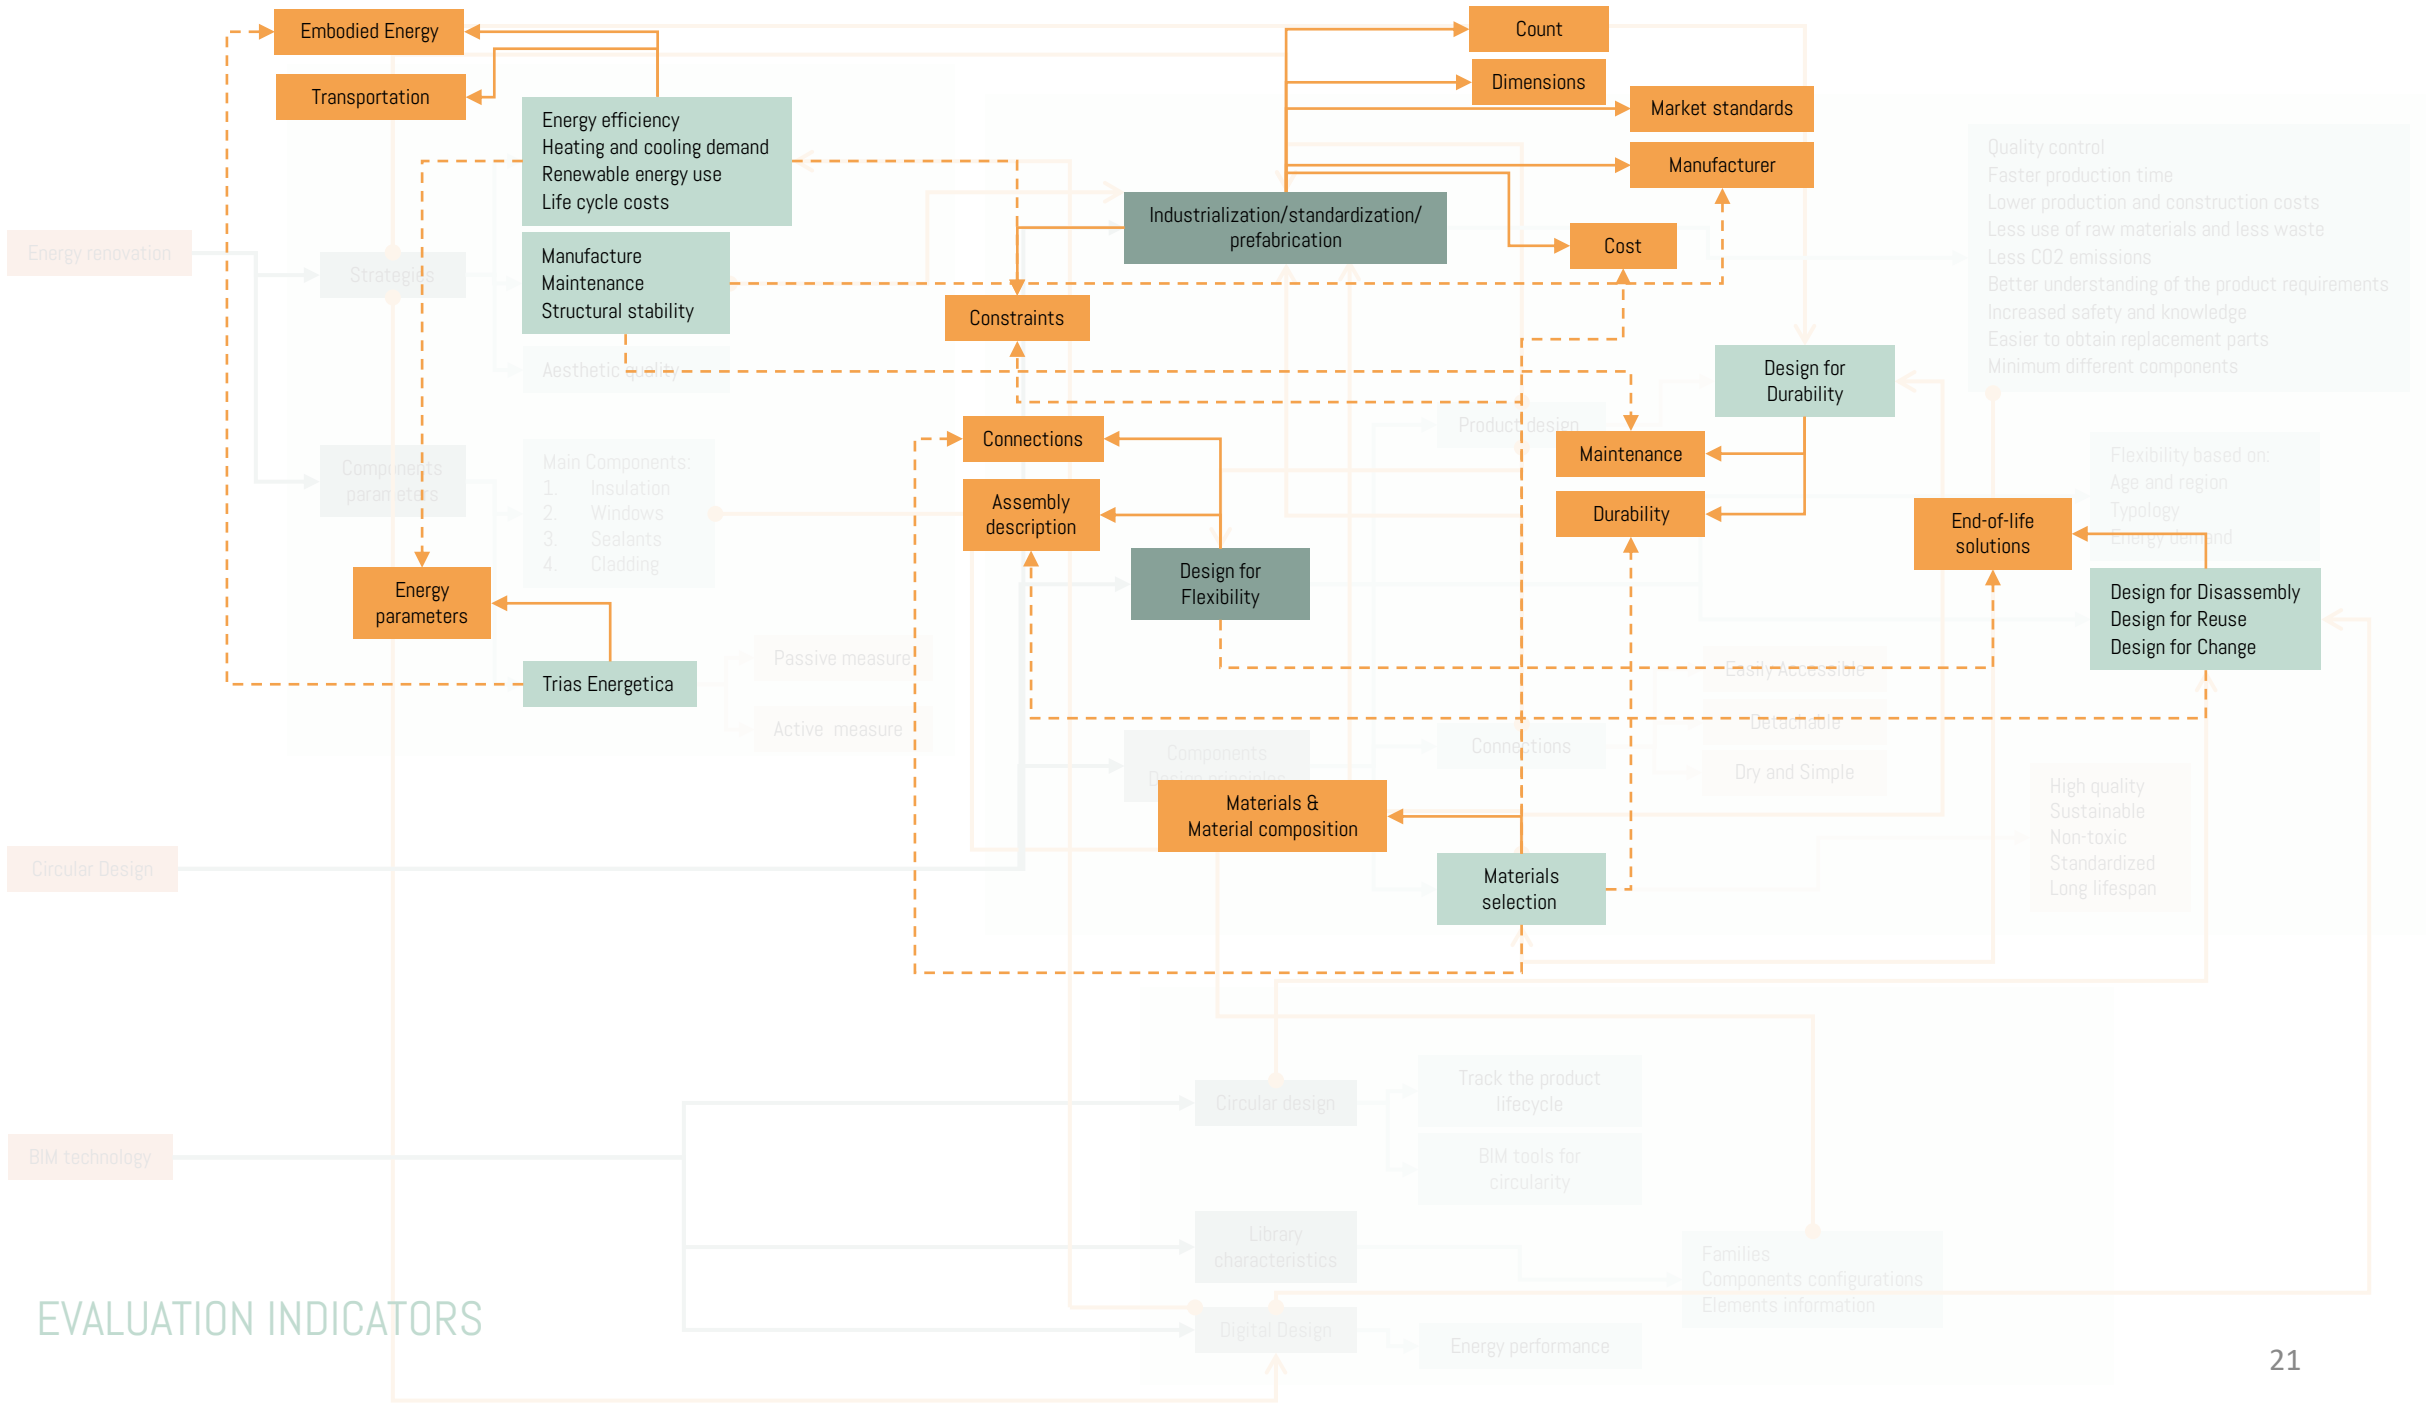 Embodied Energy
Transportation
Energy efficiency
Heating and cooling demand
Renewable energy use
Life cycle costs
Manufacture
Maintenance
Structural stability
Aesthetic quality
Energy renovation
Strategies
Components
parameters
Main Components:
1. Insulation
2. Windows
3. Sealants
4. Cladding
Energy
parameters
Trias Energetica
Passive measure
Active measure
Count
Dimensions
Market standards
Manufacturer
Industrialization/standardization/
prefabrication
Cost
Constraints
Quality control
Faster production time
Lower production and construction costs
Less use of raw materials and less waste
Less CO2 emissions
Better understanding of the product requirements
Increased safety and knowledge
Easier to obtain replacement parts
Minimum different components
Design for
Durability
Product design
Connections
Maintenance
Assembly
description
Durability
End-of-life
solutions
Flexibility based on:
Age and region
Typology
Energy demand
Design for
Flexibility
Design for Disassembly
Design for Reuse
Design for Change
Easily Accessible
Detachable
Dry and Simple
Connections
Components
Design principles
Materials &
Material composition
High quality
Sustainable
Non-toxic
Standardized
Long lifespan
Materials
selection
Circular Design
BIM technology
Circular design
Track the product
lifecycle
BIM tools for
circularity
Library
characteristics
Families
Components configurations
Elements information
Digital Design
Energy performance
EVALUATION INDICATORS
21